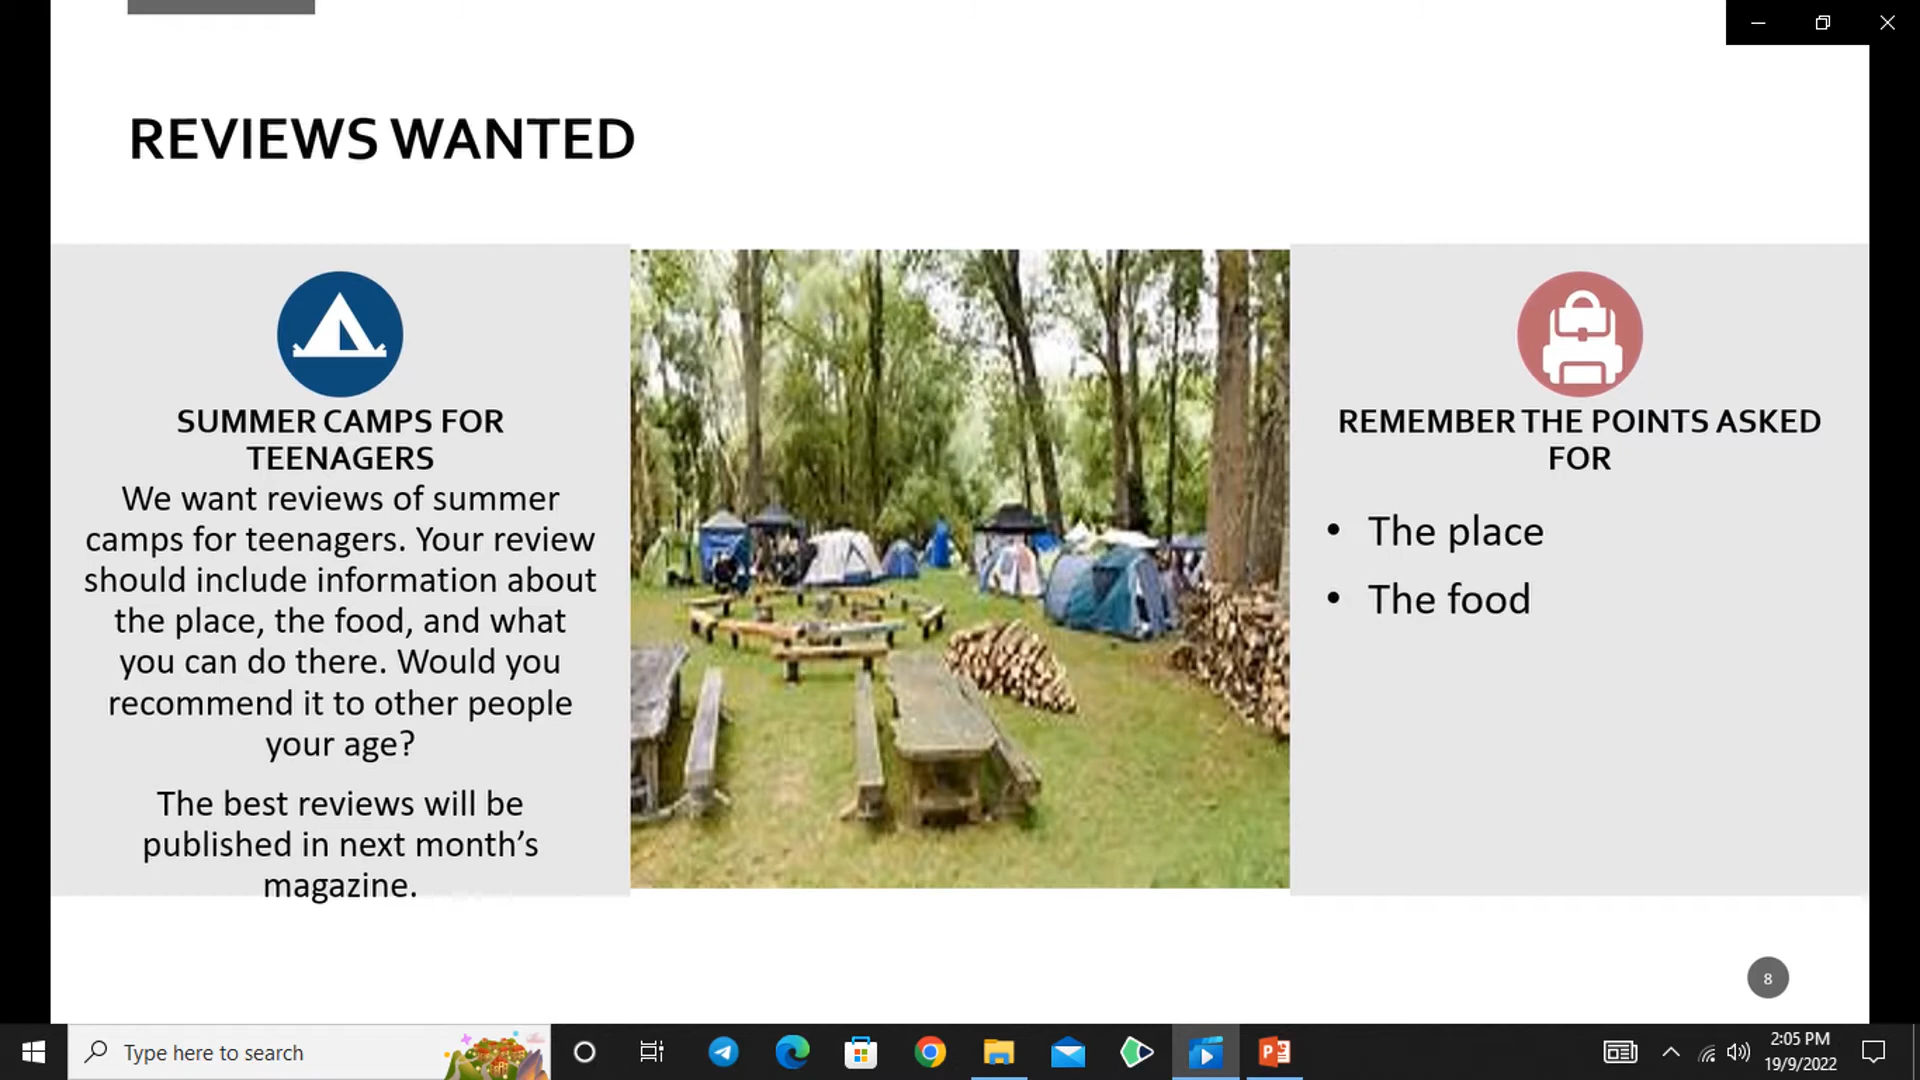 REVIEWS WANTED
SUMMER CAMPS FOR
TEENAGERS
We want reviews of summer
camps for teenagers. Your review
should include information about
the place, the food, and what
you can do there. Would you
recommend it to other people
your age?
The best reviews will be
published in next month’s
magazine.
REMEMBER THE POINTS ASKED
FOR
• The place
• The food
8
Type here to search
2:05 PM
19/9/2022